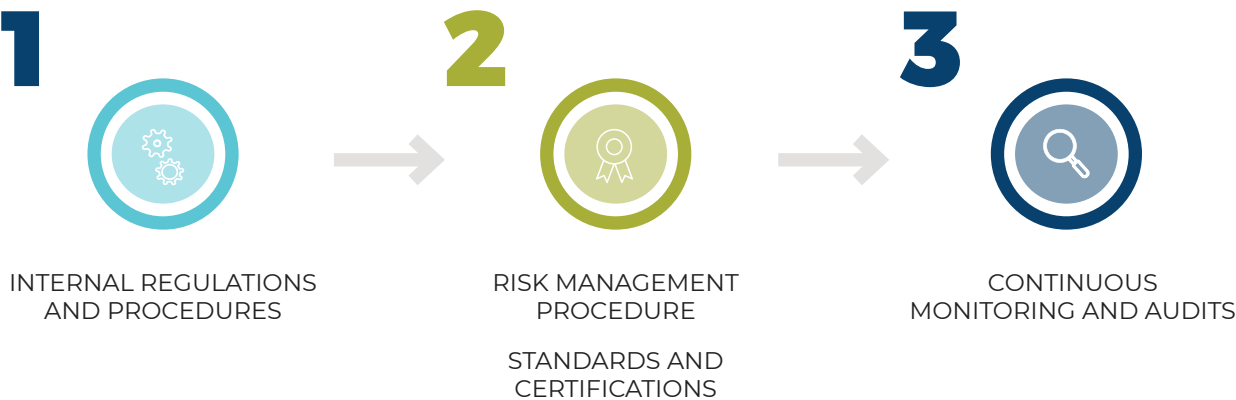 1
INTERNAL REGULATIONS
AND PROCEDURES
2
RISK MANAGEMENT
PROCEDURE
STANDARDS AND
CERTIFICATIONS
3
CONTINUOUS
MONITORING AND AUDITS